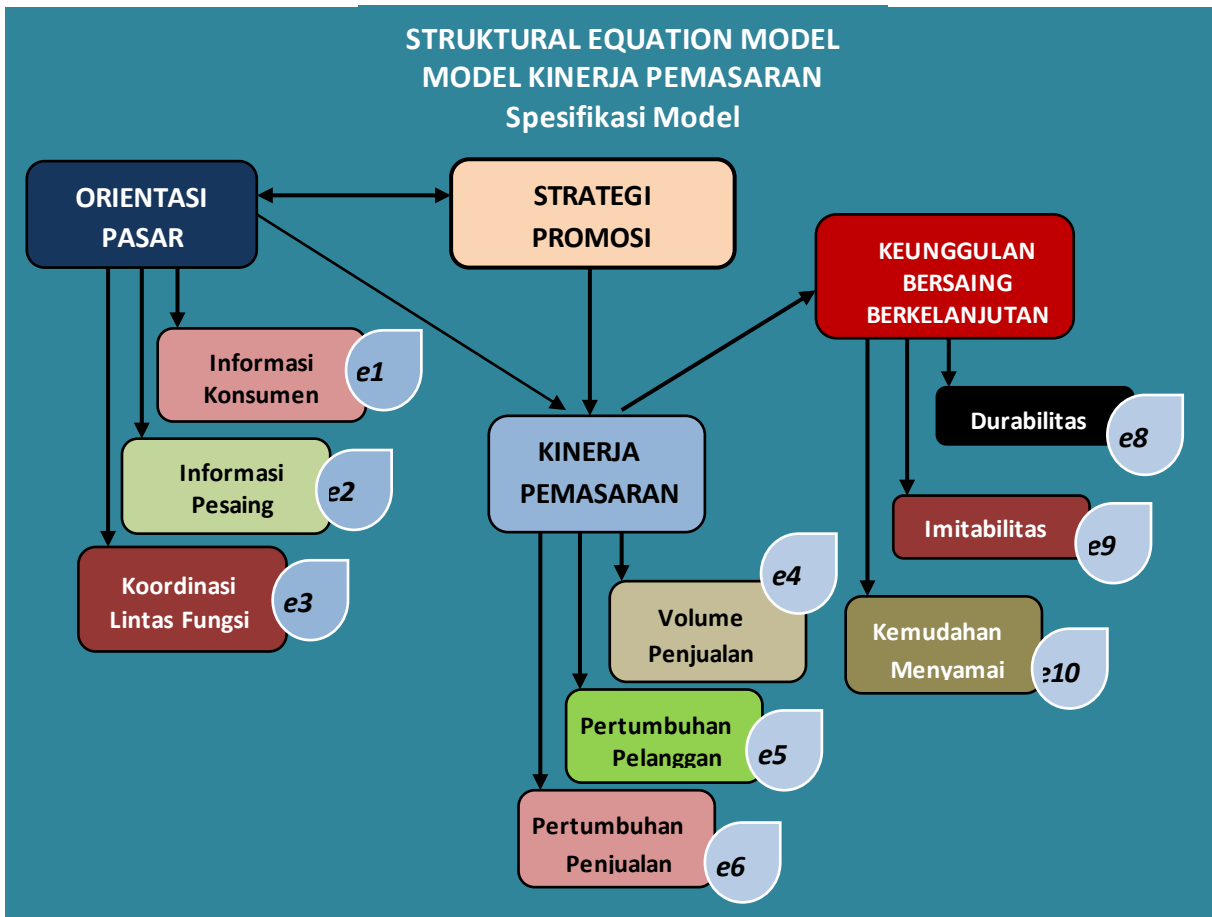 STRUKTURAL EQUATION MODEL
MODEL KINERJA PEMASARAN
Spesifikasi Model
ORIENTASI
PASAR
STRATEGI
PROMOSI
KEUNGGULAN
BERSAING
BERKELANJUTAN
Informasi
Konsumen
e1
Informasi
Pesaing
e2
Koordinasi
Lintas Fungsi
e3
KINERJA
PEMASARAN
Volume
Penjualan
e4
Pertumbuhan
Pelanggan
e5
Pertumbuhan
Penjualan
e6
Durabilitas
e8
Imitabilitas
e9
Kemudahan
Menyamai
e10